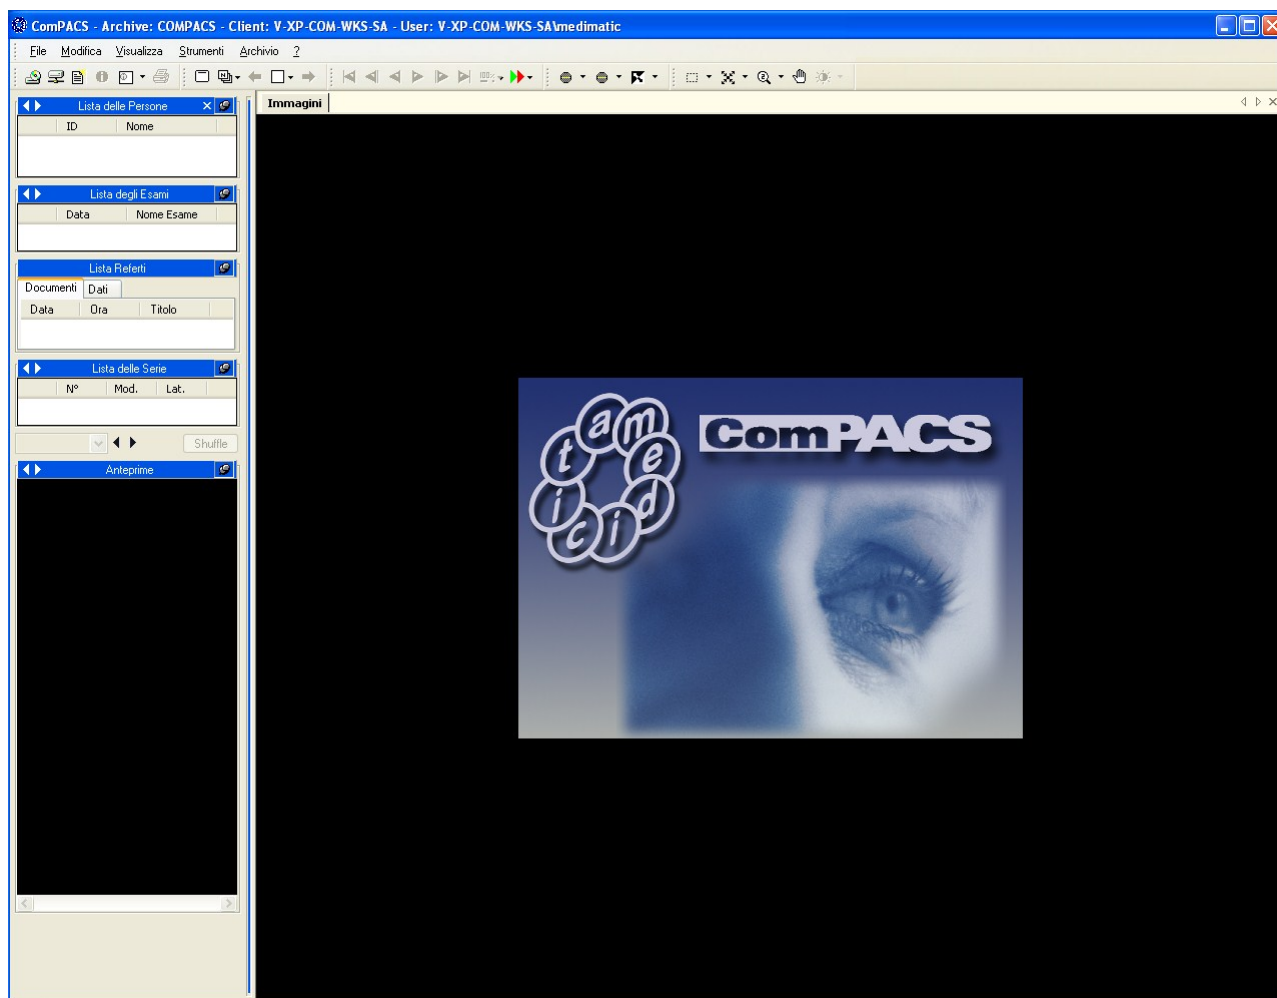 ComPACS - Archive: COMPACS - Client: V-XP-COM-WKS-SA - User: V-XP-COM-WKS-SA\medimatic
File Modifica Visualizza Strumenti Archivio ?
Lista delle Persone
ID Nome
Lista degli Esami
Data Nome Esame
Lista Referti
Documenti Dati
Data Ora Titolo
Lista delle Serie
N° Mod. Lat.
Shuffle
Anteprime
Immagini
medicita
ComPACS